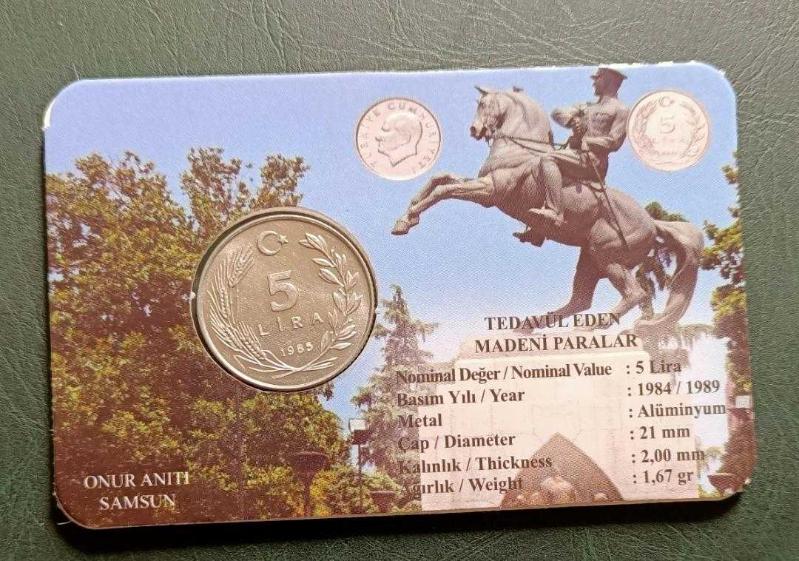 TÜRKİYE CUMHURİYETİ
5
LİRA
5
LİRA
1985
TEDAVÜL EDEN
MADENİ PARALAR
Nominal Değer / Nominal Value : 5 Lira
Basım Yılı / Year : 1984 / 1989
Metal : Alüminyum
Çap / Diameter : 21 mm
Kalınlık / Thickness : 2,00 mm
Ağırlık / Weight : 1,67 gr
ONUR ANITI
SAMSUN